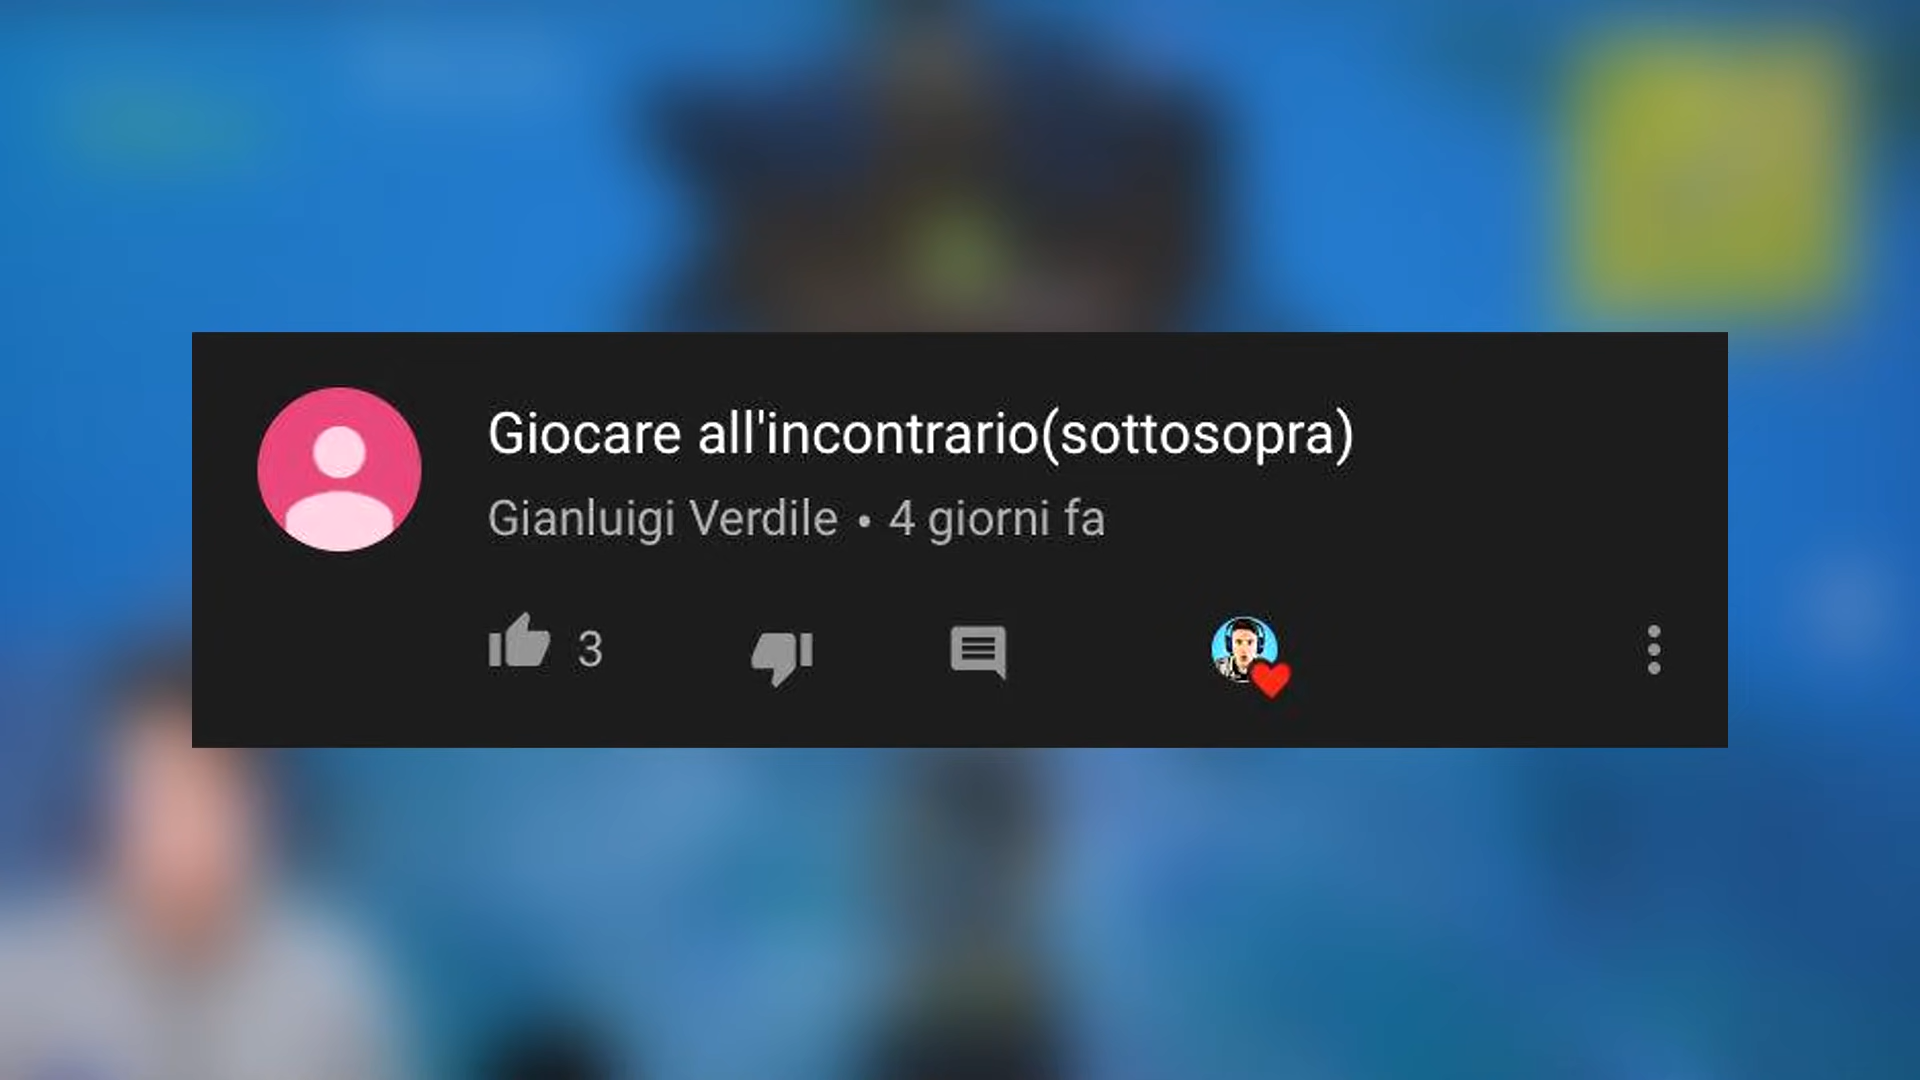 Giocare all'incontrario(sottosopra)
Gianluigi Verdile • 4 giorni fa
3